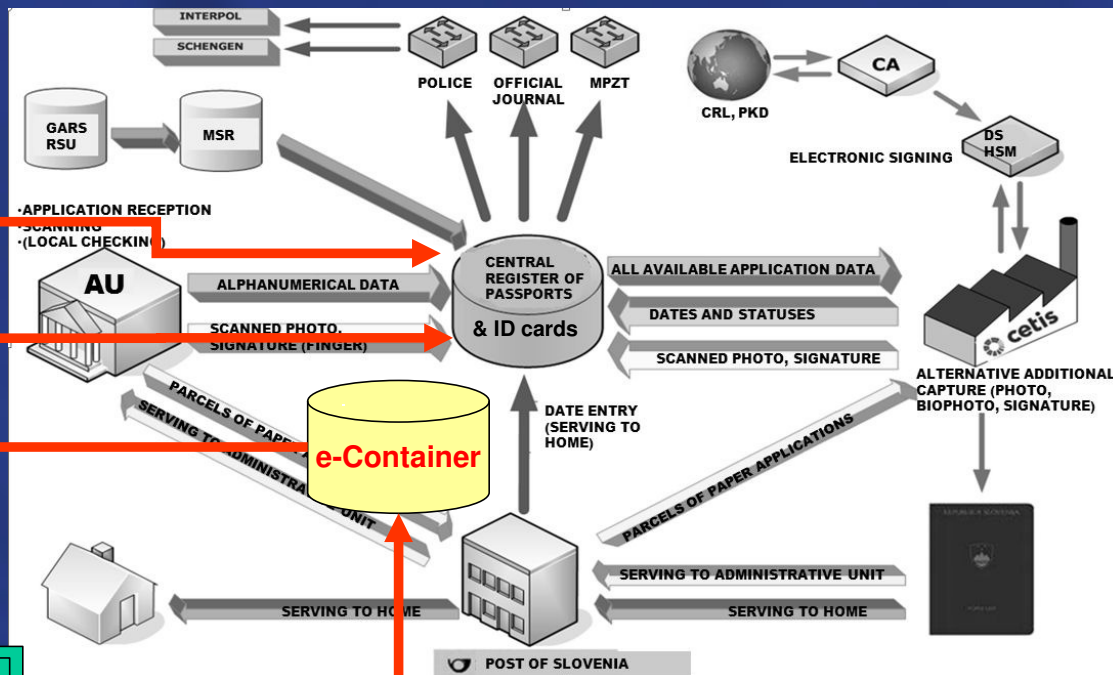 INTERPOL
SCHENGEN
POLICE
OFFICIAL
JOURNAL
MPZT
CRL, PKD
CA
GARS
RSU
MSR
ELECTRONIC SIGNING
DS
HSM
·APPLICATION RECEPTION
·SCANNING
·(LOCAL CHECKING)
AU
ALPHANUMERICAL DATA
SCANNED PHOTO,
SIGNATURE (FINGER)
CENTRAL
REGISTER OF
PASSPORTS
& ID cards
ALL AVAILABLE APPLICATION DATA
DATES AND STATUSES
SCANNED PHOTO, SIGNATURE
cetis
ALTERNATIVE ADDITIONAL
CAPTURE (PHOTO,
BIOPHOTO, SIGNATURE)
PARCELS OF PAPER
SERVING TO ADMINISTRATIVE UNIT
e-Container
DATE ENTRY
(SERVING TO
HOME)
PARCELS OF PAPER APPLICATIONS
REPUBLIKA SLOVENIJA
SERVING TO ADMINISTRATIVE UNIT
SERVING TO HOME
SERVING TO HOME
POST OF SLOVENIA